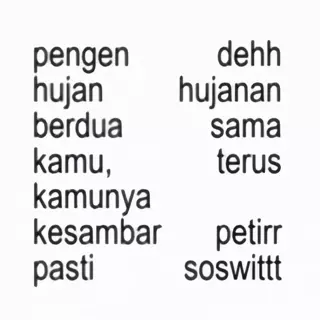 pengen dehh
hujan hujanan
berdua sama
kamu, terus
kamunya
kesambar petirr
pasti soswittt